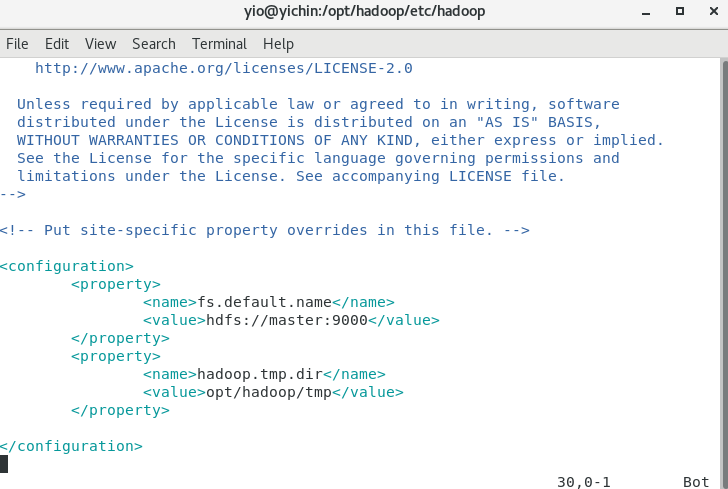 yio@yichin:/opt/hadoop/etc/hadoop
File Edit View Search Terminal Help
http://www.apache.org/licenses/LICENSE-2.0
Unless required by applicable law or agreed to in writing, software
distributed under the License is distributed on an "AS IS" BASIS,
WITHOUT WARRANTIES OR CONDITIONS OF ANY KIND, either express or implied.
See the License for the specific language governing permissions and
limitations under the License. See accompanying LICENSE file.
-->
<!-- Put site-specific property overrides in this file. -->
<configuration>
<property>
<name>fs.default.name</name>
<value>hdfs://master:9000</value>
</property>
<property>
<name>hadoop.tmp.dir</name>
<value>opt/hadoop/tmp</value>
</property>
</configuration>
30,0-1 Bot